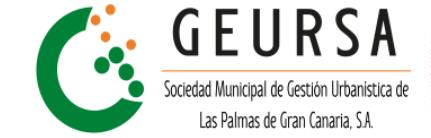 GEURSA
Sociedad Municipal de Gestión Urbanística de
Las Palmas de Gran Canaria, S.A.